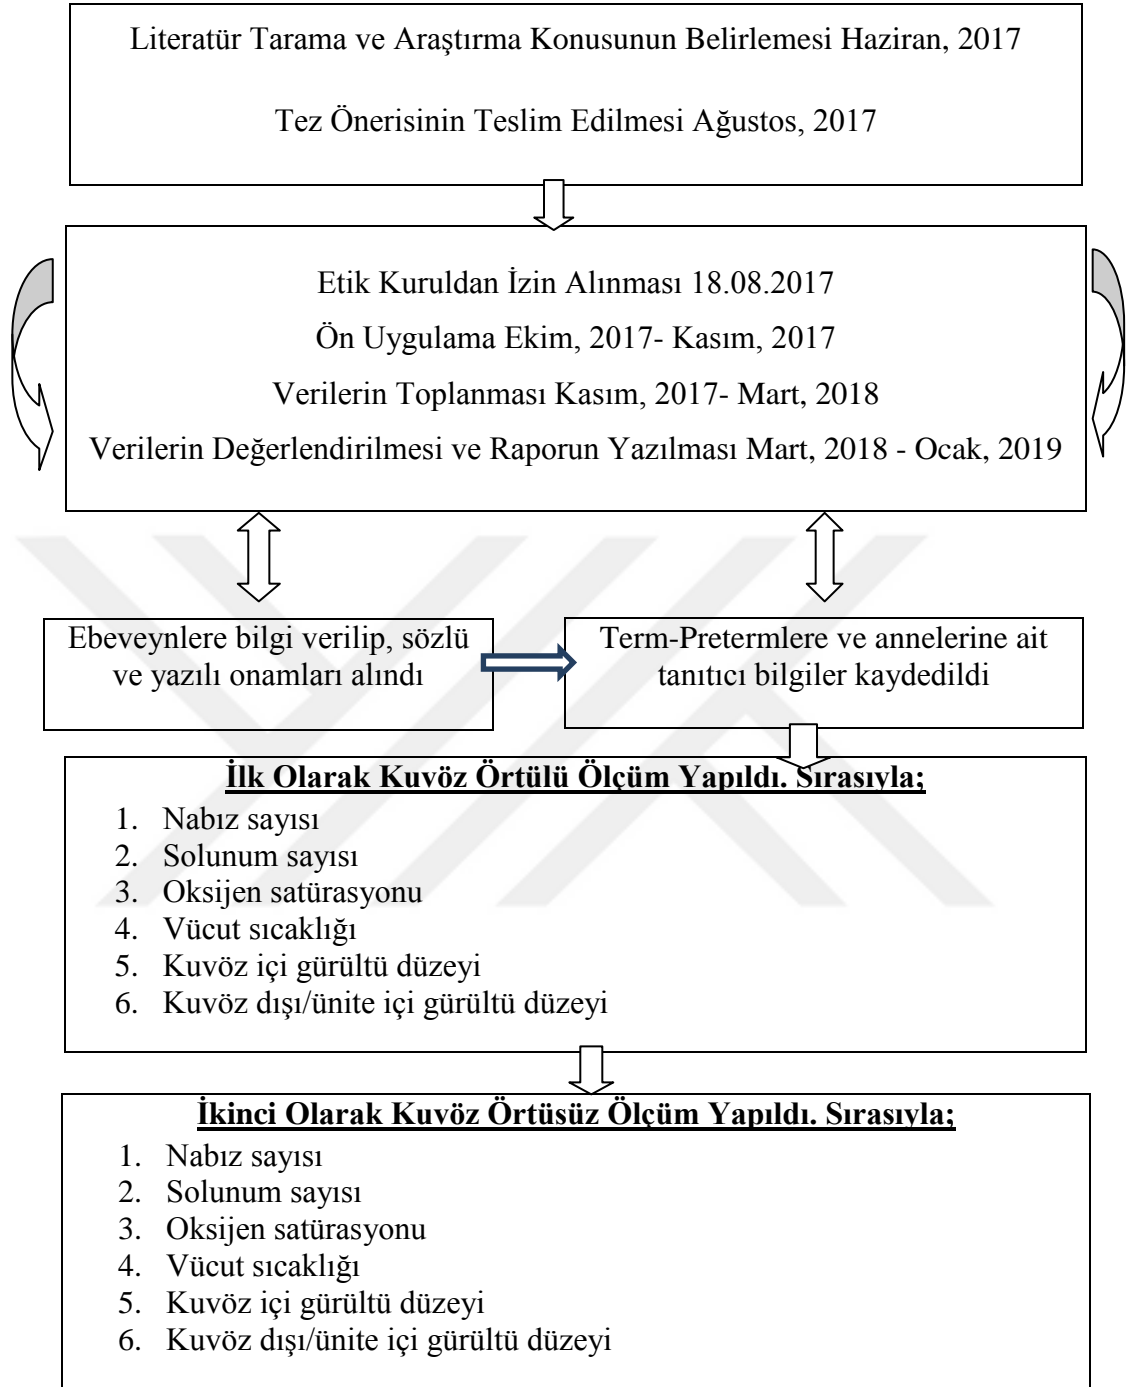 Literatür Tarama ve Araştırma Konusunun Belirlemesi Haziran, 2017
Tez Önerisinin Teslim Edilmesi Ağustos, 2017
Etik Kuruldan İzin Alınması 18.08.2017
Ön Uygulama Ekim, 2017- Kasım, 2017
Verilerin Toplanması Kasım, 2017- Mart, 2018
Verilerin Değerlendirilmesi ve Raporun Yazılması Mart, 2018 - Ocak, 2019
Ebeveynlere bilgi verilip, sözlü
ve yazılı onamları alındı
Term-Pretermlere ve annelerine ait
tanıtıcı bilgiler kaydedildi
İlk Olarak Kuvöz Örtülü Ölçüm Yapıldı. Sırasıyla;
1. Nabız sayısı
2. Solunum sayısı
3. Oksijen satürasyonu
4. Vücut sıcaklığı
5. Kuvöz içi gürültü düzeyi
6. Kuvöz dışı/ünite içi gürültü düzeyi
İkinci Olarak Kuvöz Örtüsüz Ölçüm Yapıldı. Sırasıyla;
1. Nabız sayısı
2. Solunum sayısı
3. Oksijen satürasyonu
4. Vücut sıcaklığı
5. Kuvöz içi gürültü düzeyi
6. Kuvöz dışı/ünite içi gürültü düzeyi